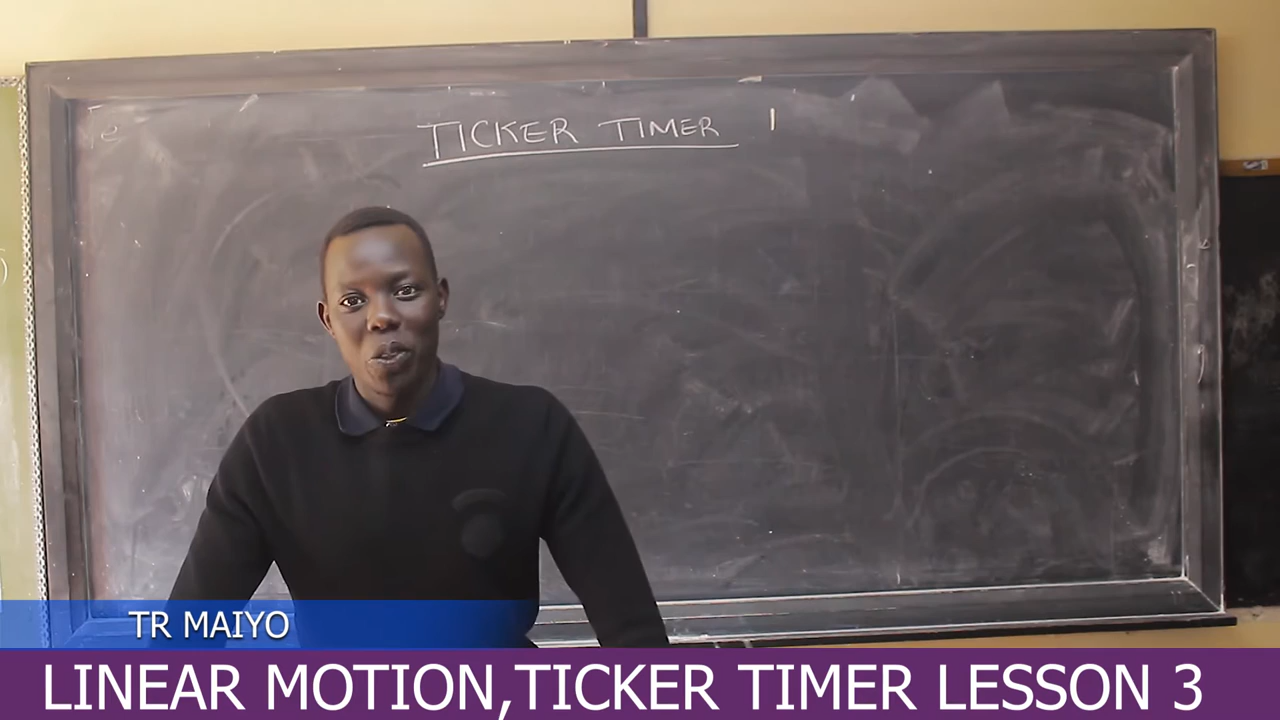 TICKER TIMER
TR MAIYO
LINEAR MOTION,TICKER TIMER LESSON 3